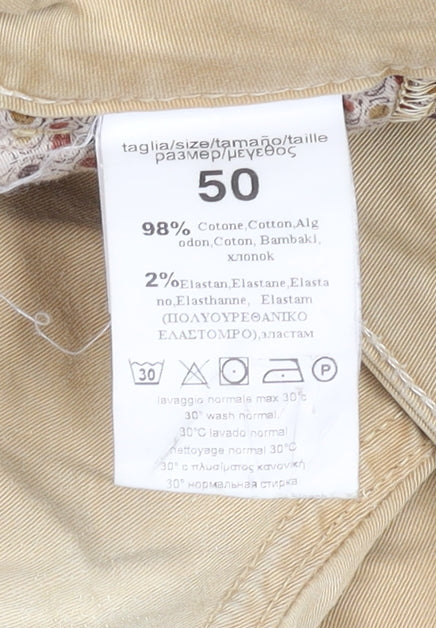 taglia/size/tamaño/taille
размер/μεγεθος
50
98% Cotone,Cotton,Alg
odon,Coton, Bambaki,
хлопок
2% Elastan,Elastane,Elasta
no,Elasthanne, Elastam
(ΠΟΛΥΟΥΡΕΘΑΝΙΚΟ
ΕΛΑΣΤΟΜΡΟ),эластам
30 P
lavaggio normale max 30°c
30° wash normal
30°C lavado normal
nettoyage normal 30°C
30° c πλυσίματος κανονική
30° нормальная стирка